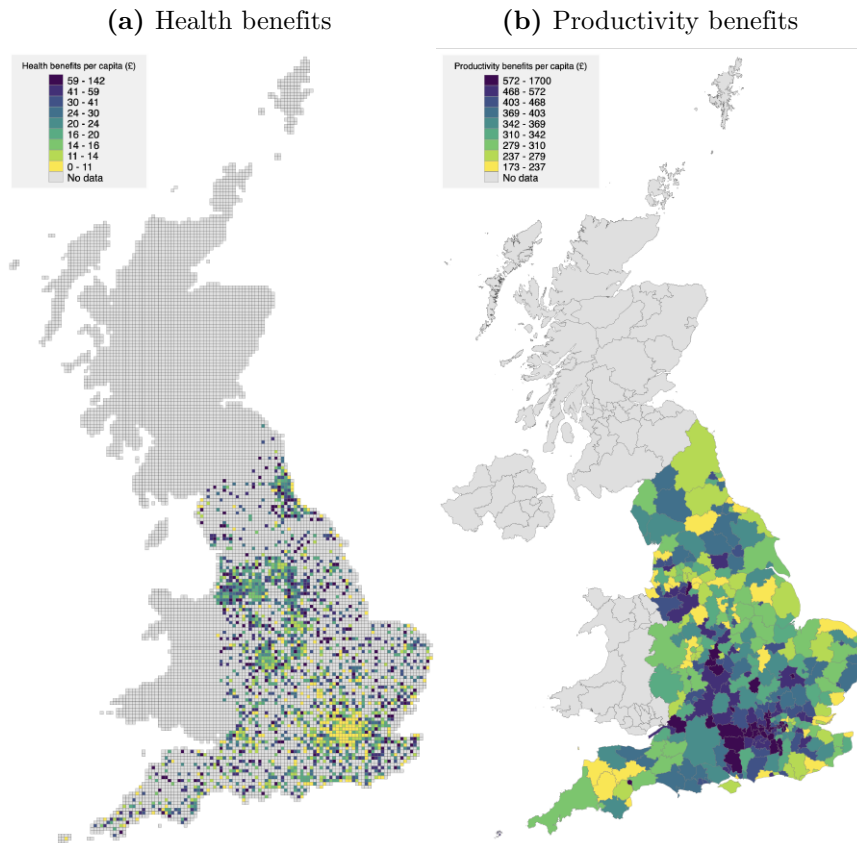 (a) Health benefits
Health benefits per capita (£)
59 - 142
41 - 59
30 - 41
24 - 30
20 - 24
16 - 20
14 - 16
11 - 14
0 - 11
No data
(b) Productivity benefits
Productivity benefits per capita (£)
572 - 1700
468 - 572
403 - 468
369 - 403
342 - 369
310 - 342
279 - 310
237 - 279
173 - 237
No data